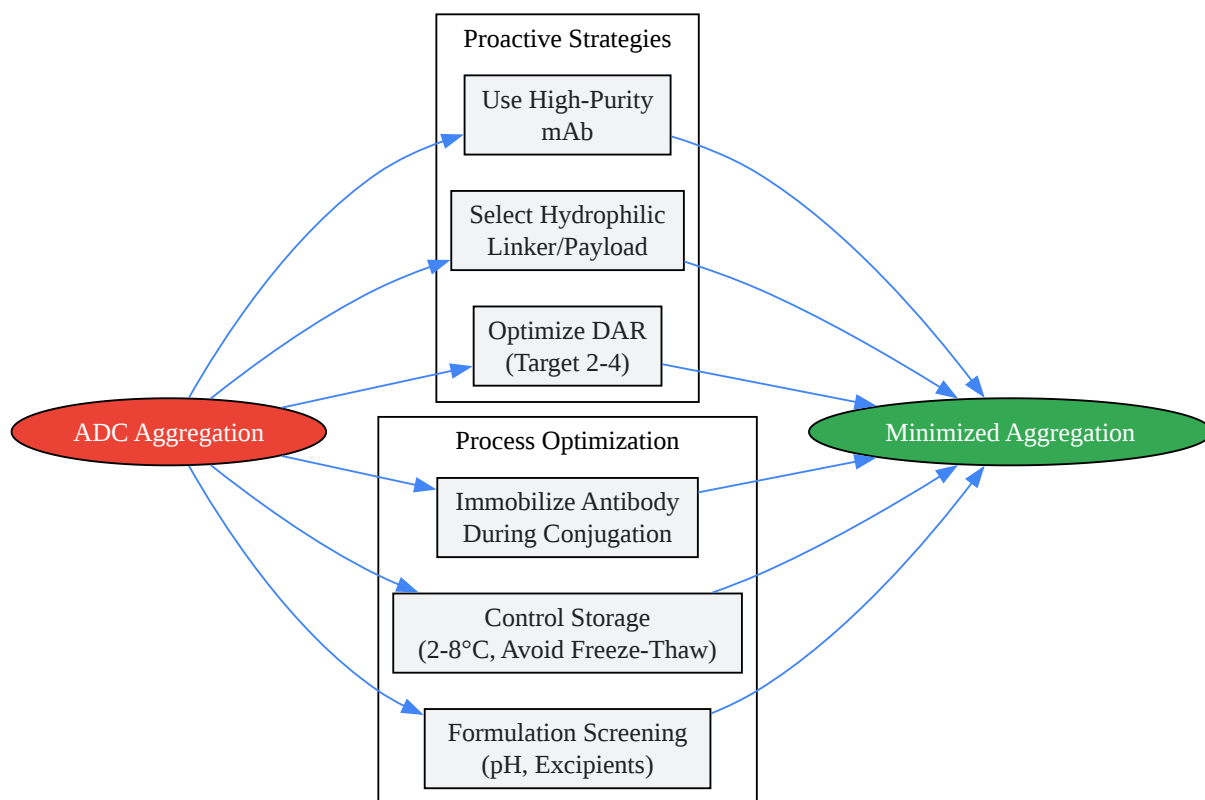 Proactive Strategies
Use High-Purity
mAb
Select Hydrophilic
Linker/Payload
Optimize DAR
(Target 2-4)
ADC Aggregation
Minimized Aggregation
Process Optimization
Immobilize Antibody
During Conjugation
Control Storage
(2-8°C, Avoid Freeze-Thaw)
Formulation Screening
(pH, Excipients)